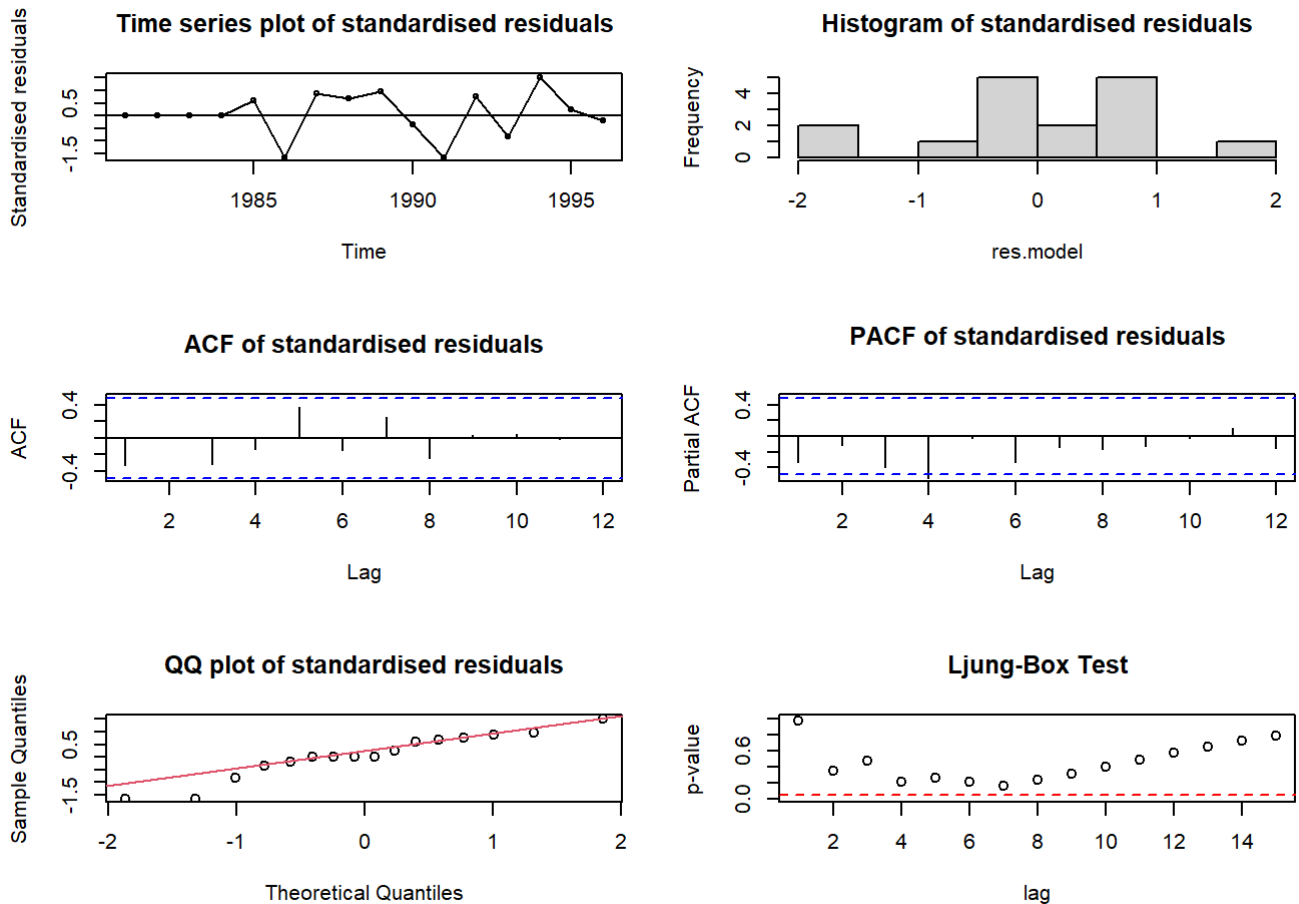 Time series plot of standardised residuals
Standardised residuals
0.5
-1.5
1985 1990 1995
Time
Histogram of standardised residuals
Frequency
4
2
0
-2 -1 0 1 2
res.model
ACF of standardised residuals
ACF
0.4
-0.4
2 4 6 8 10 12
Lag
PACF of standardised residuals
Partial ACF
0.4
-0.4
2 4 6 8 10 12
Lag
QQ plot of standardised residuals
Sample Quantiles
0.5
-1.5
-2 -1 0 1 2
Theoretical Quantiles
Ljung-Box Test
p-value
0.6
0.0
2 4 6 8 10 12 14
lag